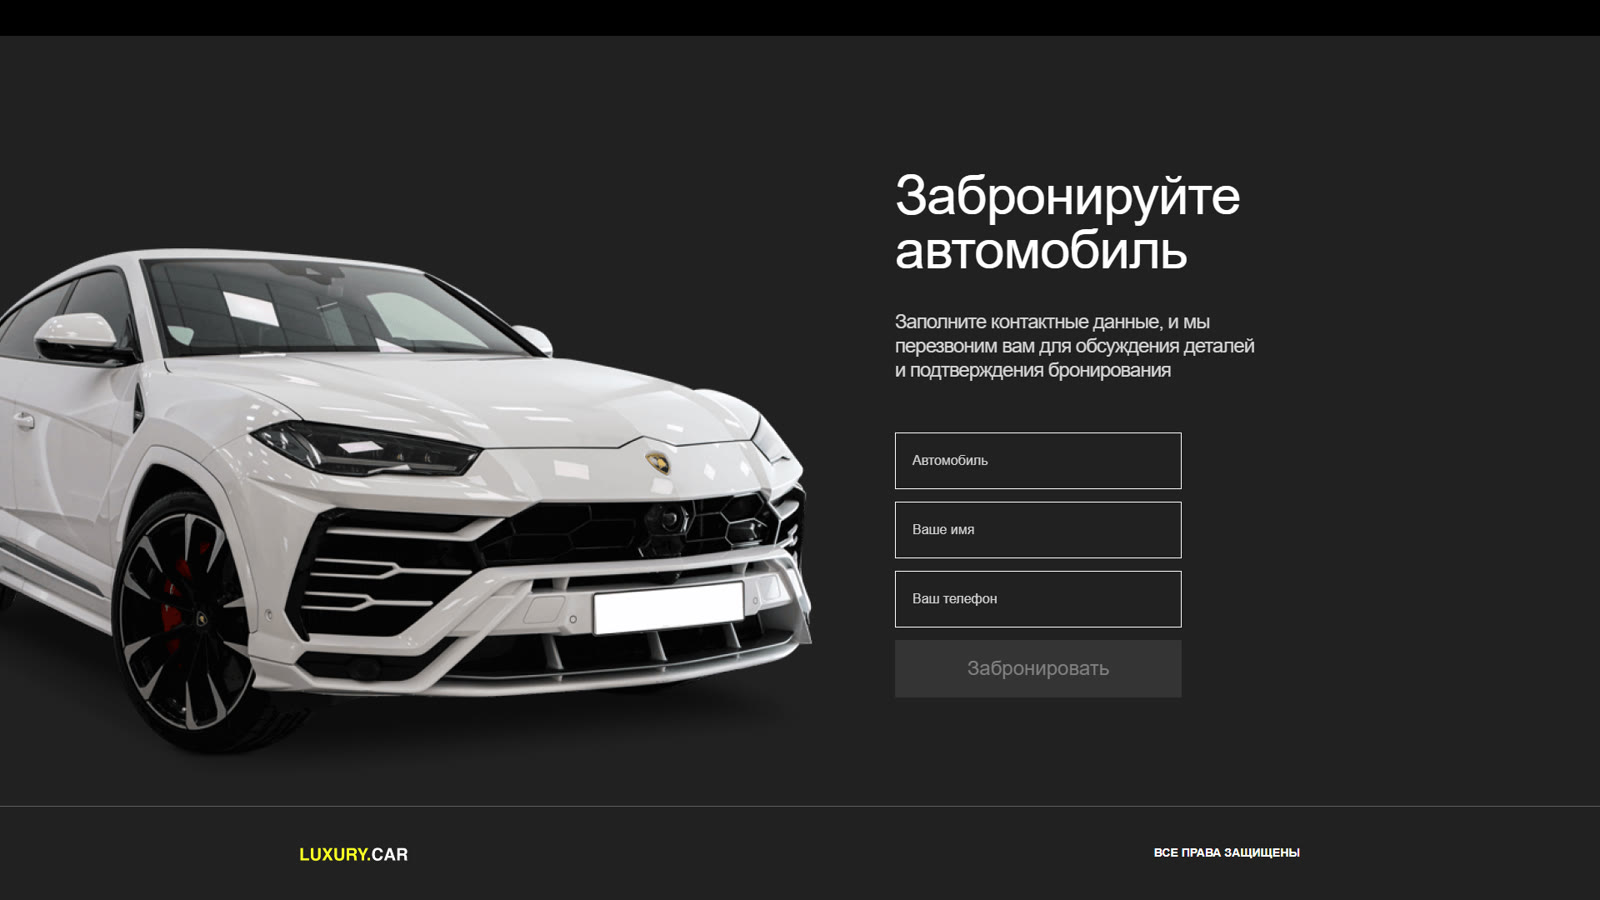 Забронируйте
автомобиль
Заполните контактные данные, и мы
перезвоним вам для обсуждения деталей
и подтверждения бронирования
Автомобиль
Ваше имя
Ваш телефон
Забронировать
LUXURY.CAR
ВСЕ ПРАВА ЗАЩИЩЕНЫ